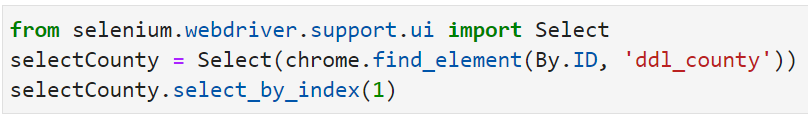 from selenium.webdriver.support.ui import Select
selectCounty = Select(chrome.find_element(By.ID, 'ddl_county'))
selectCounty.select_by_index(1)